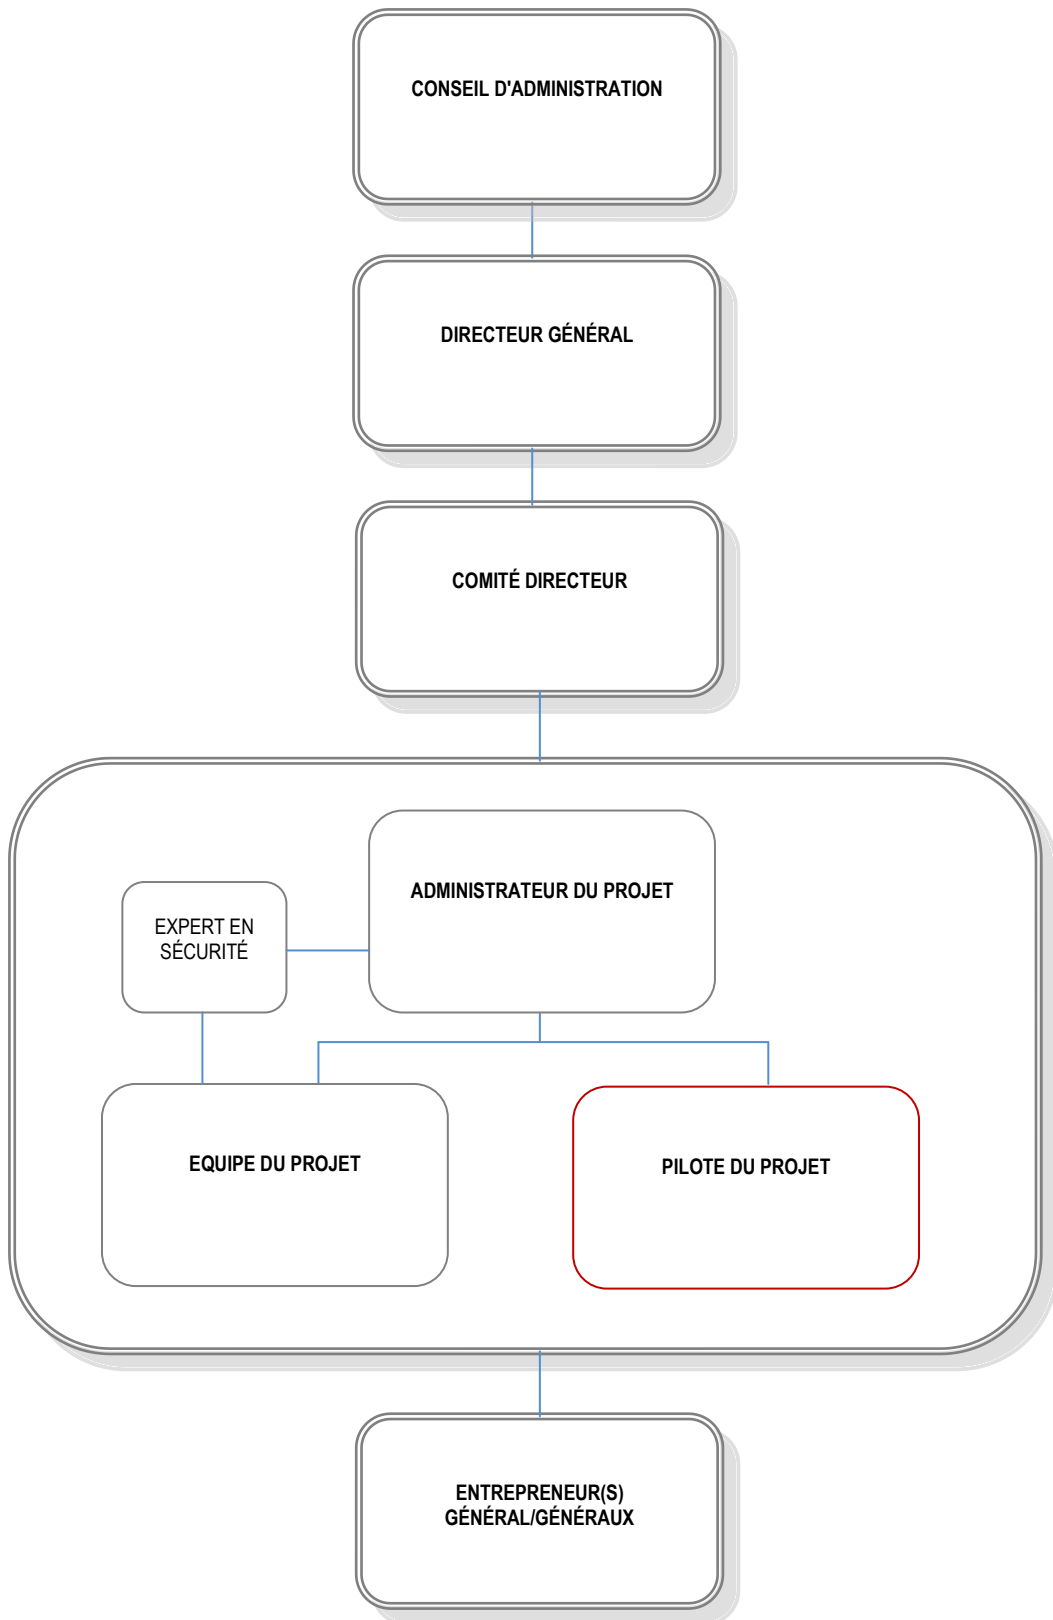 CONSEIL D'ADMINISTRATION
DIRECTEUR GÉNÉRAL
COMITÉ DIRECTEUR
ADMINISTRATEUR DU PROJET
EXPERT EN
SÉCURITÉ
EQUIPE DU PROJET
PILOTE DU PROJET
ENTREPRENEUR(S)
GÉNÉRAL/GÉNÉRAUX